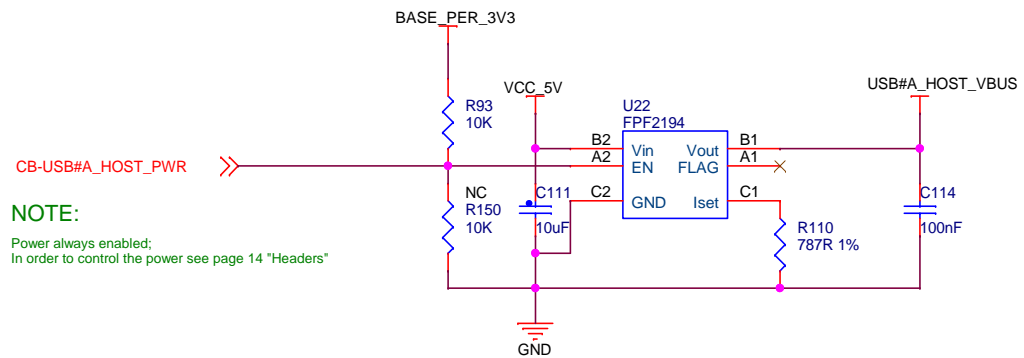 BASE_PER_3V3
VCC_5V
USB#A_HOST_VBUS
R93
10K
U22
FPF2194
B2
Vin
Vout
B1
CB-USB#A_HOST_PWR
A2
EN
FLAG
A1
NC
R150
10K
C111
10uF
C2
GND
Iset
C1
C114
100nF
NOTE:
R110
787R 1%
Power always enabled;
In order to control the power see page 14 "Headers"
GND